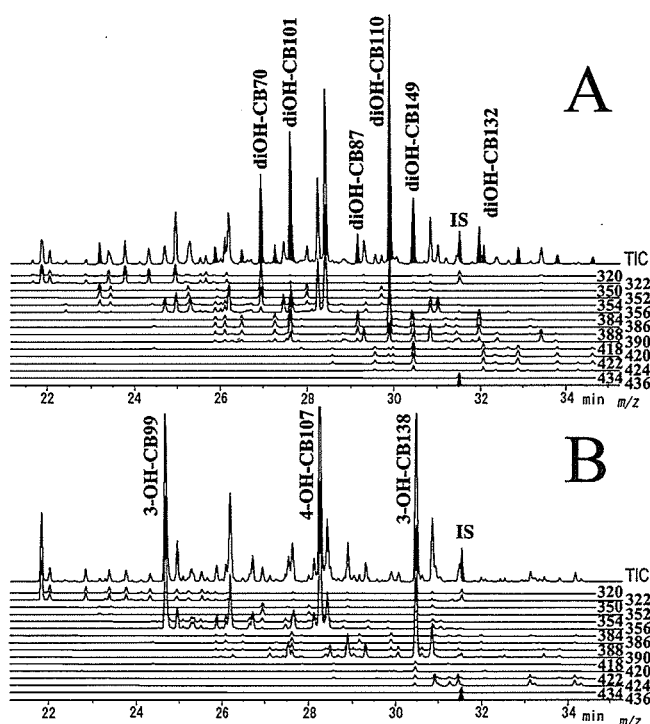 A
diOH-CB70
diOH-CB101
diOH-CB87
diOH-CB110
diOH-CB149
IS
diOH-CB132
TIC
320
322
350
352
354
356
384
386
388
390
418
420
422
424
434
436
22 24 26 28 30 32 34 min m/z
B
3-OH-CB99
4-OH-CB107
3-OH-CB138
IS
TIC
320
322
350
352
354
356
384
386
388
390
418
420
422
424
434
436
22 24 26 28 30 32 34 min m/z